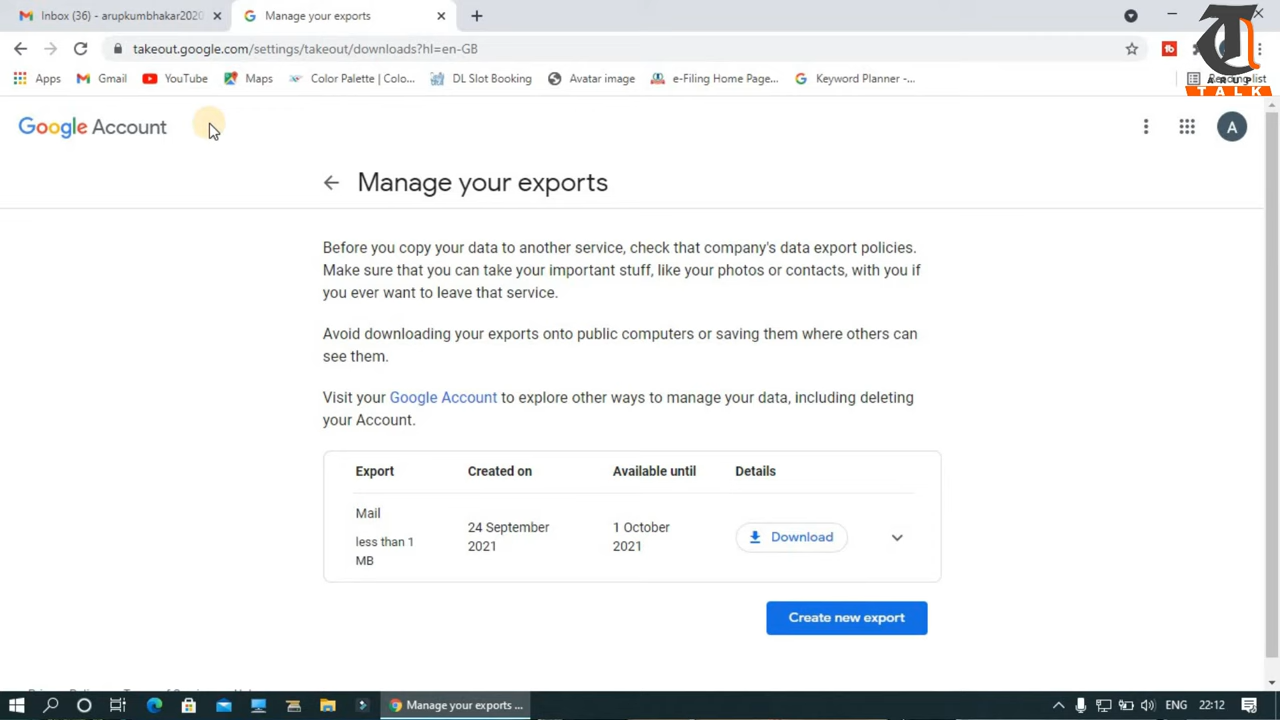 Inbox (36) - arupkumbhakar2020
Manage your exports
takeout.google.com/settings/takeout/downloads?hl=en-GB
Apps
Gmail
YouTube
Maps
Color Palette | Colo...
DL Slot Booking
Avatar image
e-Filing Home Page...
Keyword Planner -...
Reading list
ARUP
TALK
Google Account
A
Manage your exports
Before you copy your data to another service, check that company's data export policies.
Make sure that you can take your important stuff, like your photos or contacts, with you if
you ever want to leave that service.
Avoid downloading your exports onto public computers or saving them where others can
see them.
Visit your Google Account to explore other ways to manage your data, including deleting
your Account.
Export Created on Available until Details
Mail
less than 1
MB
24 September
2021
1 October
2021
Download
Create new export
Manage your exports ...
ENG
22:12